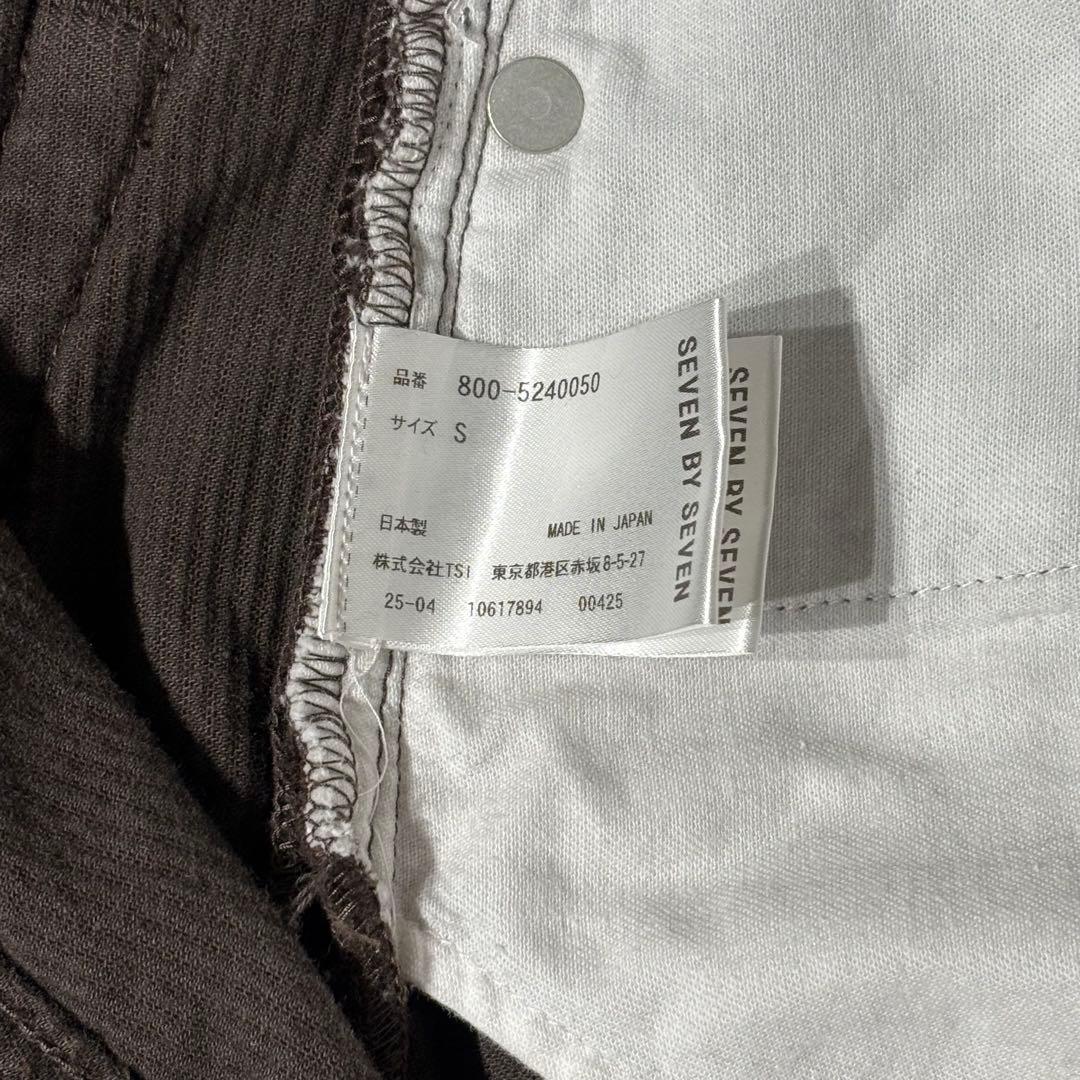 品番 800-5240050
サイズ S
日本製 MADE IN JAPAN
株式会社TSI 東京都港区赤坂8-5-27
25-04 10617894 00425
SEVEN BY SEVEN
SEVEN BY SEVEN